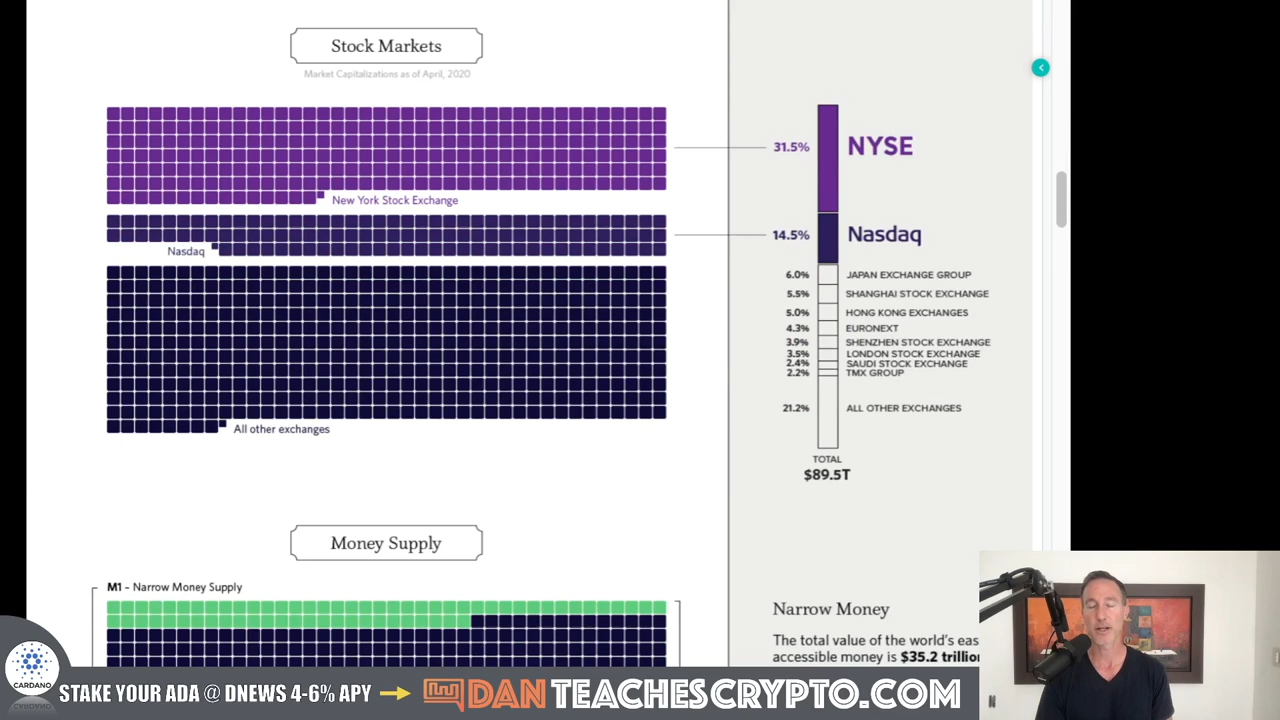 Stock Markets
Market Capitalizations as of April, 2020
31.5%
NYSE
New York Stock Exchange
Nasdaq
14.5%
Nasdaq
6.0%
JAPAN EXCHANGE GROUP
5.5%
SHANGHAI STOCK EXCHANGE
5.0%
HONG KONG EXCHANGES
4.3%
EURONEXT
3.9%
SHENZHEN STOCK EXCHANGE
3.5%
LONDON STOCK EXCHANGE
2.4%
SAUDI STOCK EXCHANGE
2.2%
TMX GROUP
21.2%
ALL OTHER EXCHANGES
All other exchanges
TOTAL
$89.5T
Money Supply
M1 - Narrow Money Supply
Narrow Money
The total value of the world's eas
accessible money is $35.2 trillion
CARDANO
STAKE YOUR ADA @ DNEWS 4-6% APY
DANTEACHESCRYPTO.COM